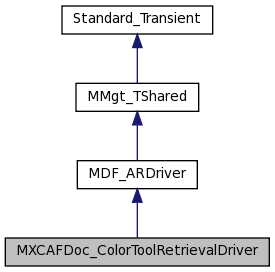 Standard_Transient
MMgt_TShared
MDF_ARDriver
MXCAFDoc_ColorToolRetrievalDriver